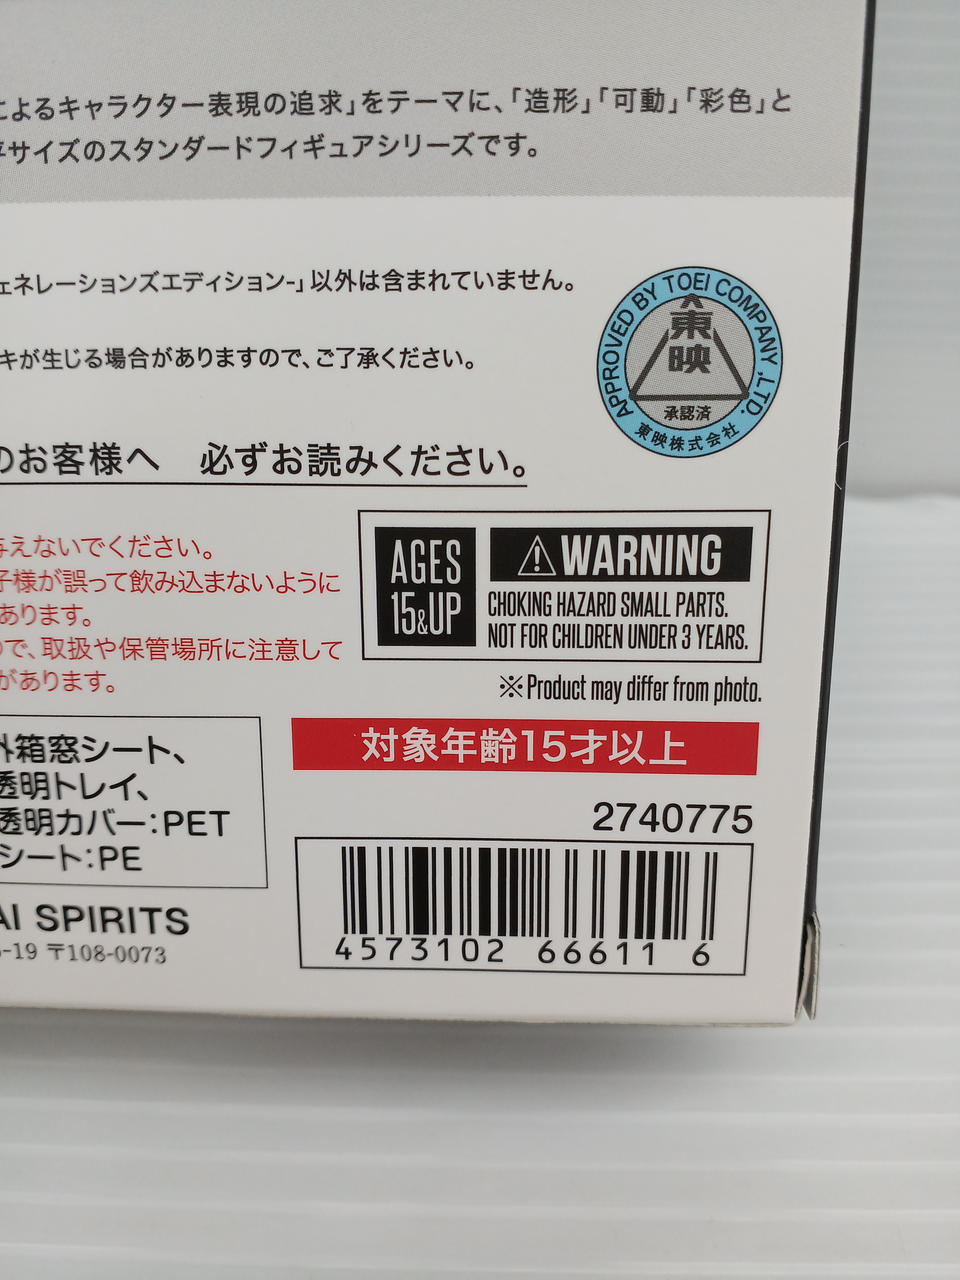 によるキャラクター表現の追求」をテーマに、「造形」「可動」「彩色」と
サイズのスタンダードフィギュアシリーズです。
ェネレーションズエディション-」以外は含まれていません。
キが生じる場合がありますので、ご了承ください。
APPROVED BY TOEI COMPANY, LTD.
東映
承認済
東映株式会社
のお客様へ 必ずお読みください。
与えないでください。
子様が誤って飲み込まないように
あります。
ので、取扱や保管場所に注意して
があります。
AGES
15&UP
⚠WARNING
CHOKING HAZARD SMALL PARTS.
NOT FOR CHILDREN UNDER 3 YEARS.
※Product may differ from photo.
対象年齢15才以上
外箱窓シート、
透明トレイ、
透明カバー:PET
シート:PE
2740775
AI SPIRITS
-19 〒108-0073
4573102 66611 6